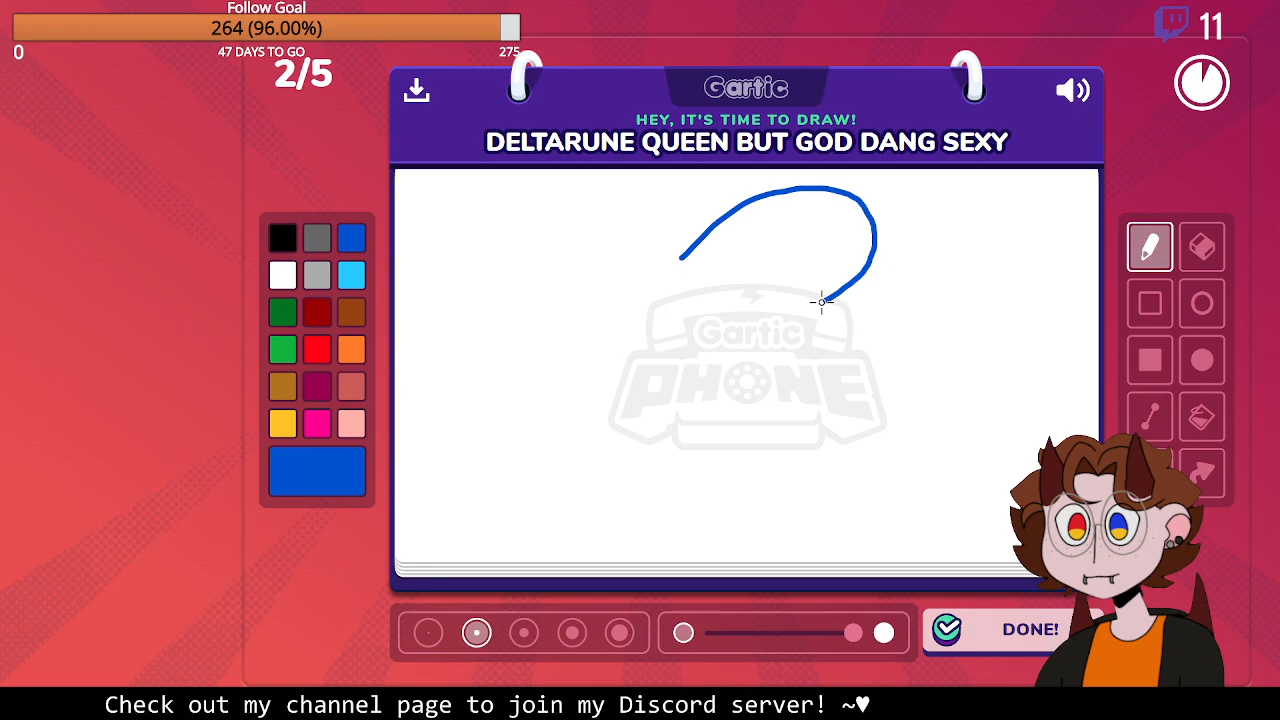 Follow Goal
264 (96.00%)
0
47 DAYS TO GO
275
2/5
11
Gartic
HEY, IT'S TIME TO DRAW!
DELTARUNE QUEEN BUT GOD DANG SEXY
Gartic
PHONE
DONE!
Check out my channel page to join my Discord server! ~♥